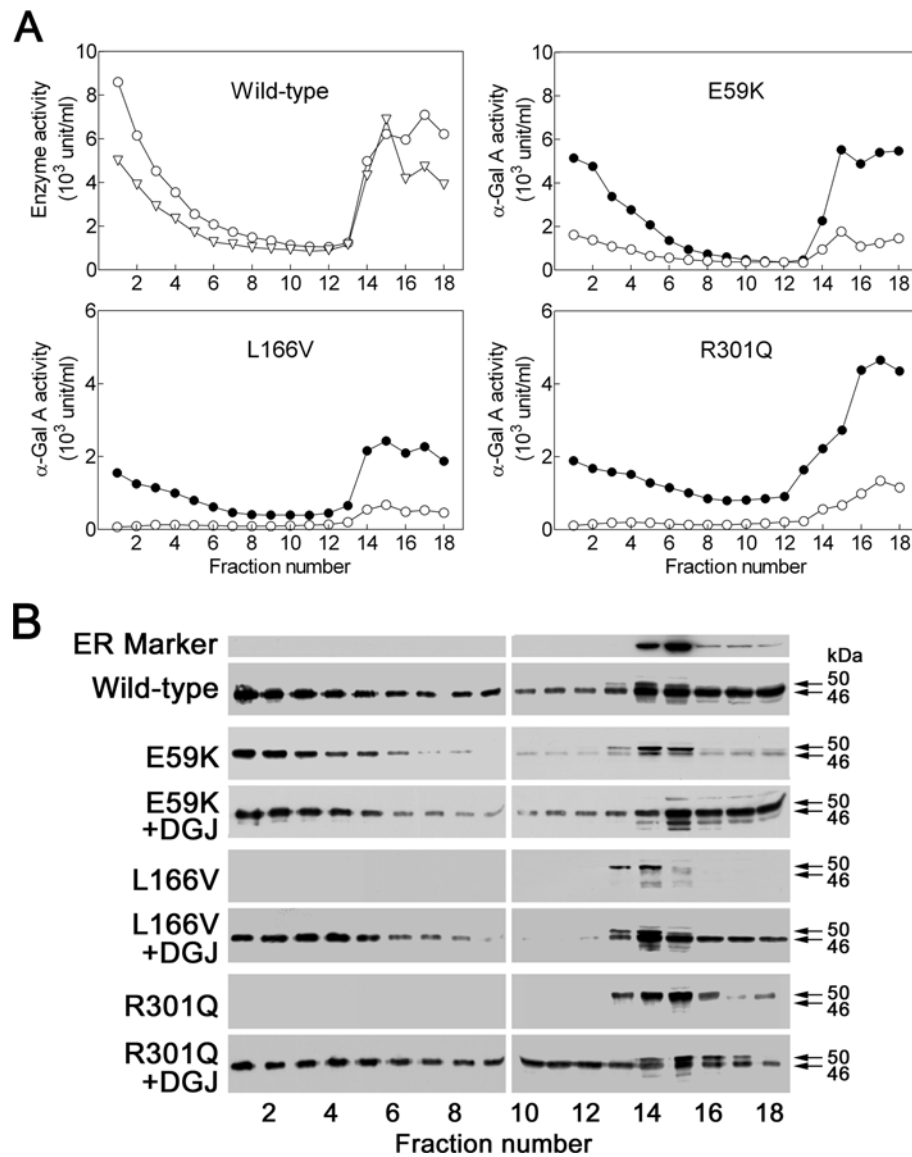 A
Wild-type
Enzyme activity
(10³ unit/ml)
10
8
6
4
2
0
2 4 6 8 10 12 14 16 18
E59K
α-Gal A activity
(10³ unit/ml)
10
8
6
4
2
0
2 4 6 8 10 12 14 16 18
L166V
α-Gal A activity
(10³ unit/ml)
6
4
2
0
2 4 6 8 10 12 14 16 18
Fraction number
R301Q
α-Gal A activity
(10³ unit/ml)
6
4
2
0
2 4 6 8 10 12 14 16 18
Fraction number
B
ER Marker
kDa
Wild-type
50
46
E59K
50
46
E59K
+DGJ
50
46
L166V
50
46
L166V
+DGJ
50
46
R301Q
50
46
R301Q
+DGJ
50
46
2 4 6 8 10 12 14 16 18
Fraction number